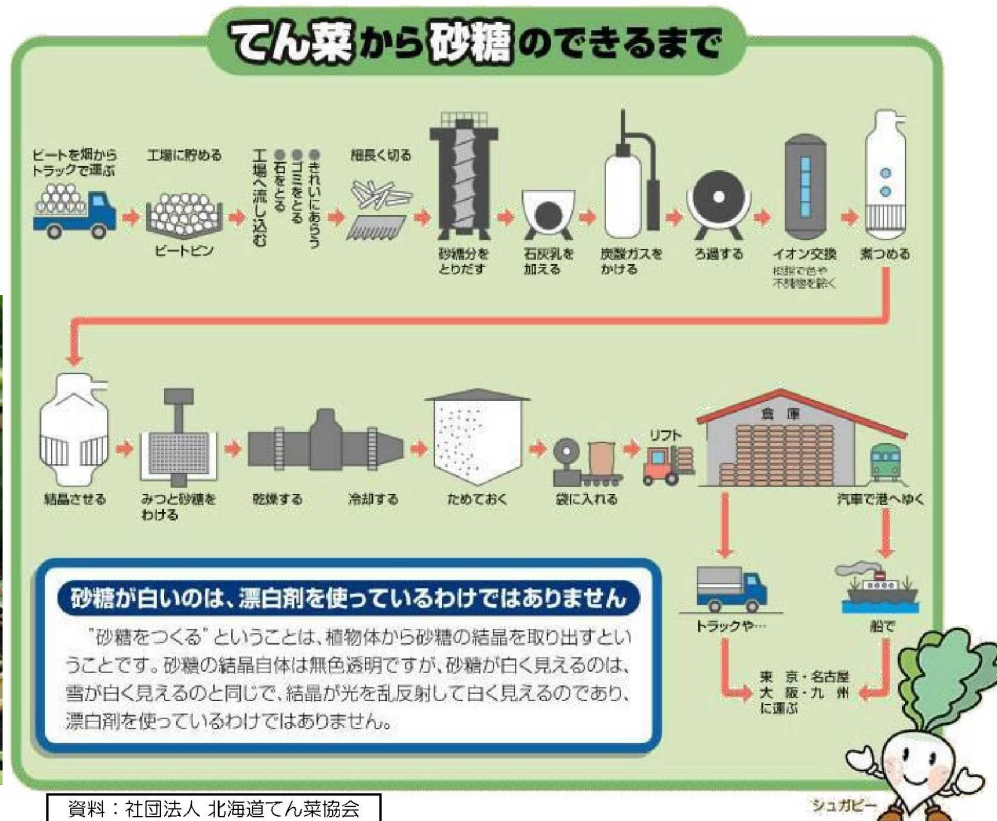 てん菜から砂糖のできるまで
ビートを畑から
トラックで運ぶ
工場に貯める
ビートピン
工場へ流し込む
●石をとる
●ゴミをとる
●きれいにあらう
細長く切る
砂糖分を
とりだす
石灰乳を
加える
炭酸ガスを
かける
ろ過する
イオン交換
樹脂で色や
不純物を除く
煮つめる
結晶させる
みつと砂糖を
わける
乾燥する
冷却する
ためておく
袋に入れる
リフト
倉庫
汽車で港へゆく
トラックや…
船で
東京・名古屋
大阪・九州
に運ぶ
砂糖が白いのは、漂白剤を使っているわけではありません
"砂糖をつくる"ということは、植物体から砂糖の結晶を取り出すとい
うことです。砂糖の結晶自体は無色透明ですが、砂糖が白く見えるのは、
雪が白く見えるのと同じで、結晶が光を乱反射して白く見えるのであり、
漂白剤を使っているわけではありません。
シュガビー
資料：社団法人 北海道てん菜協会